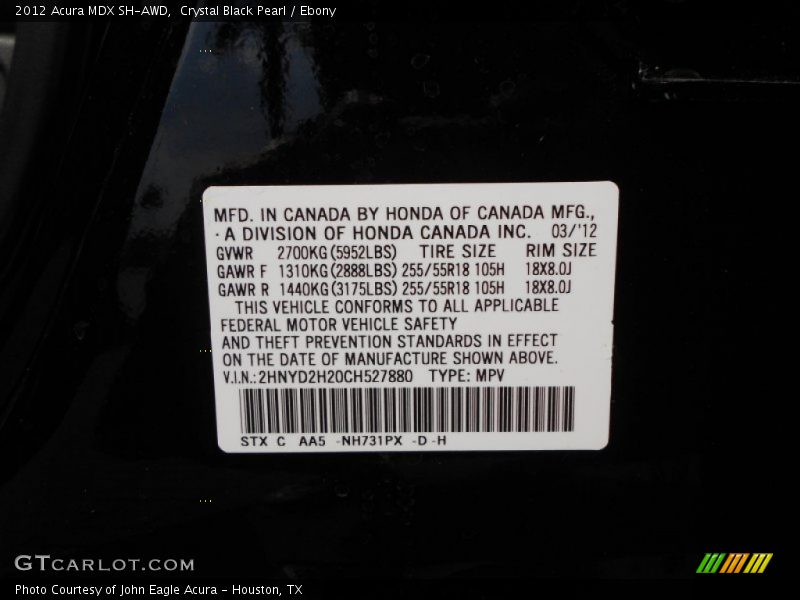 2012 Acura MDX SH-AWD,  Crystal Black Pearl / Ebony
MFD. IN CANADA BY HONDA OF CANADA MFG.,
· A DIVISION OF HONDA CANADA INC.  03/'12
GVWR  2700KG(5952LBS)  TIRE SIZE  RIM SIZE
GAWR F  1310KG(2888LBS) 255/55R18 105H  18X8.0J
GAWR R  1440KG(3175LBS) 255/55R18 105H  18X8.0J
THIS VEHICLE CONFORMS TO ALL APPLICABLE
FEDERAL MOTOR VEHICLE SAFETY
AND THEFT PREVENTION STANDARDS IN EFFECT
ON THE DATE OF MANUFACTURE SHOWN ABOVE.
V.I.N.:2HNYD2H20CH527880  TYPE: MPV
STX  C  AA5  -NH731PX  -D -H
GTCARLOT.COM
Photo Courtesy of John Eagle Acura - Houston, TX